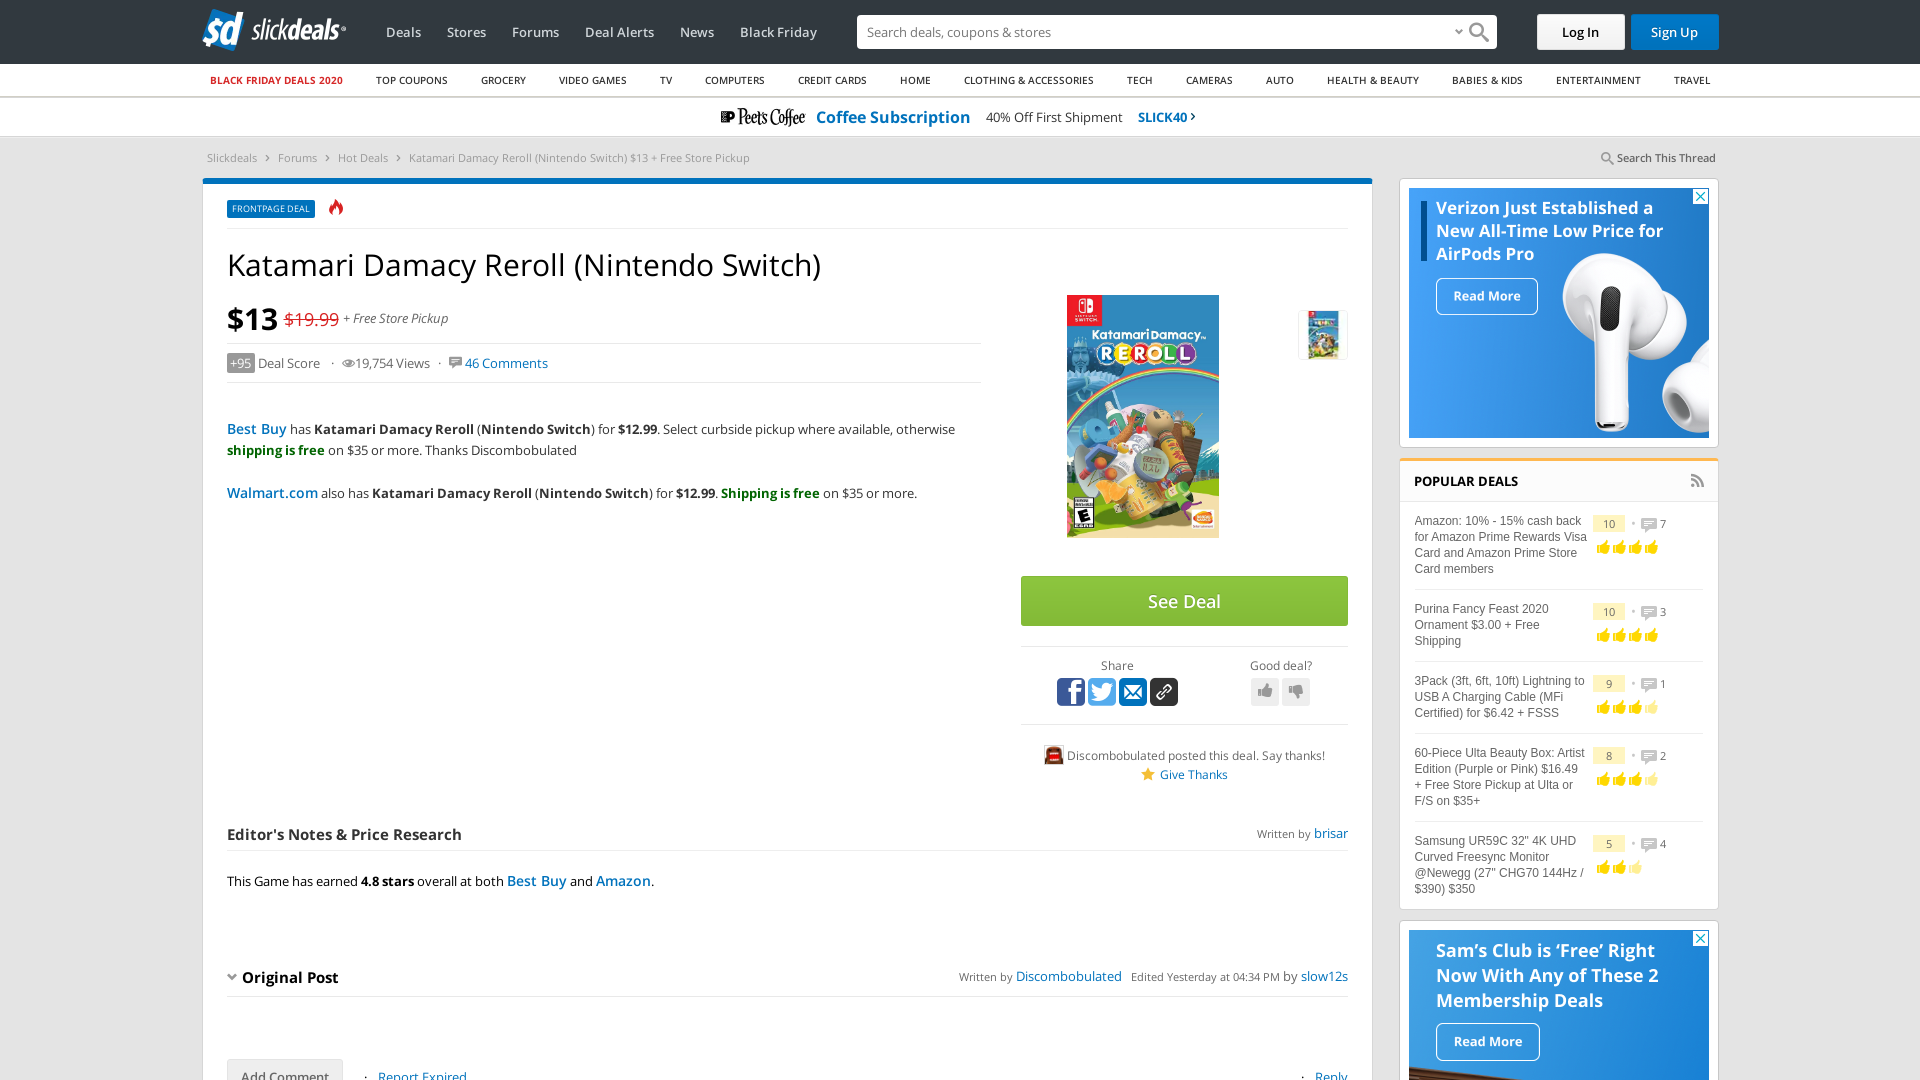 slickdeals
Deals
Stores
Forums
Deal Alerts
News
Black Friday
Search deals, coupons & stores
Log In
Sign Up
BLACK FRIDAY DEALS 2020
TOP COUPONS
GROCERY
VIDEO GAMES
TV
COMPUTERS
CREDIT CARDS
HOME
CLOTHING & ACCESSORIES
TECH
CAMERAS
AUTO
HEALTH & BEAUTY
BABIES & KIDS
ENTERTAINMENT
TRAVEL
Peet's Coffee Coffee Subscription 40% Off First Shipment SLICK40
Slickdeals › Forums › Hot Deals › Katamari Damacy Reroll (Nintendo Switch) $13 + Free Store Pickup
Search This Thread
FRONTPAGE DEAL
Katamari Damacy Reroll (Nintendo Switch)
$13 $19.99 + Free Store Pickup
+95 Deal Score · 19,754 Views · 46 Comments
Best Buy has Katamari Damacy Reroll (Nintendo Switch) for $12.99. Select curbside pickup where available, otherwise
shipping is free on $35 or more. Thanks Discombobulated
Walmart.com also has Katamari Damacy Reroll (Nintendo Switch) for $12.99. Shipping is free on $35 or more.
Katamari Damacy
REROLL
See Deal
Share
Good deal?
Discombobulated posted this deal. Say thanks!
Give Thanks
Editor's Notes & Price Research
Written by brisar
This Game has earned 4.8 stars overall at both Best Buy and Amazon.
Original Post
Written by Discombobulated Edited Yesterday at 04:34 PM by slow12s
Add Comment
· Report Expired
· Reply
Verizon Just Established a
New All-Time Low Price for
AirPods Pro
Read More
POPULAR DEALS
Amazon: 10% - 15% cash back
for Amazon Prime Rewards Visa
Card and Amazon Prime Store
Card members
10 • 7
Purina Fancy Feast 2020
Ornament $3.00 + Free
Shipping
10 • 3
3Pack (3ft, 6ft, 10ft) Lightning to
USB A Charging Cable (MFi
Certified) for $6.42 + FSSS
9 • 1
60-Piece Ulta Beauty Box: Artist
Edition (Purple or Pink) $16.49
+ Free Store Pickup at Ulta or
F/S on $35+
8 • 2
Samsung UR59C 32" 4K UHD
Curved Freesync Monitor
@Newegg (27" CHG70 144Hz /
$390) $350
5 • 4
Sam's Club is ‘Free’ Right
Now With Any of These 2
Membership Deals
Read More